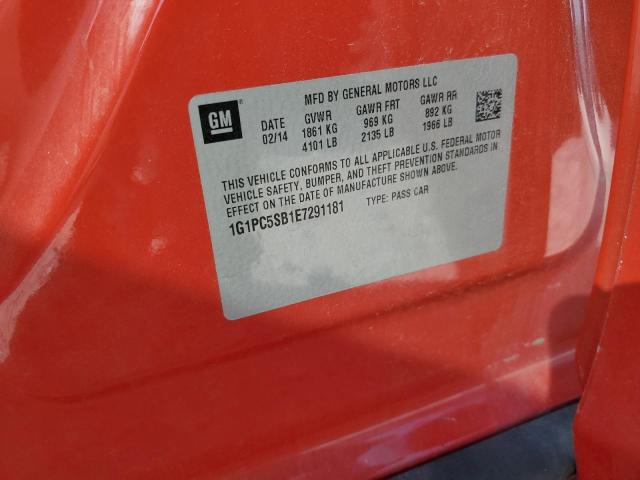 MFD BY GENERAL MOTORS LLC
GM
DATE GVWR GAWR FRT GAWR RR
02/14 1861 KG 969 KG 892 KG
4101 LB 2135 LB 1966 LB
THIS VEHICLE CONFORMS TO ALL APPLICABLE U.S. FEDERAL MOTOR
VEHICLE SAFETY, BUMPER, AND THEFT PREVENTION STANDARDS IN
EFFECT ON THE DATE OF MANUFACTURE SHOWN ABOVE.
1G1PC5SB1E7291181 TYPE: PASS CAR